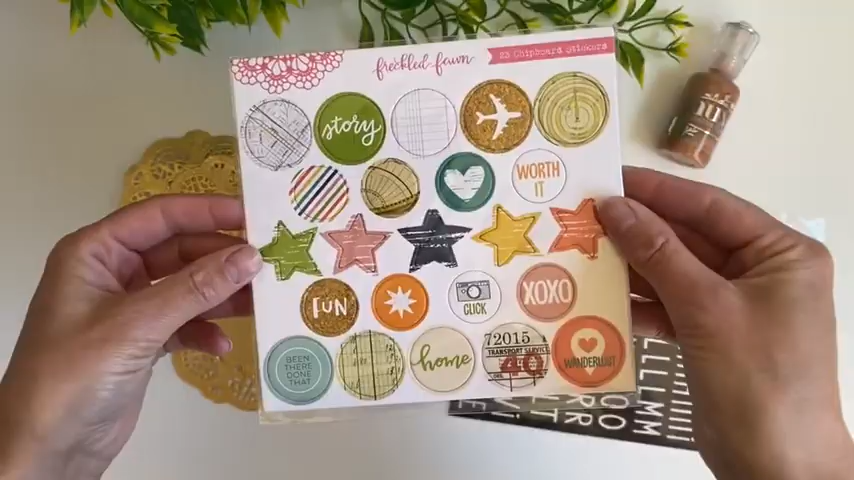 freckled fawn
23 Chipboard Stickers
story
WORTH
IT
FUN
CLICK
XOXO
BEEN
THERE
DONE
THAT
home
72015
TRANSPORT SERVICE
40
WANDERLUST